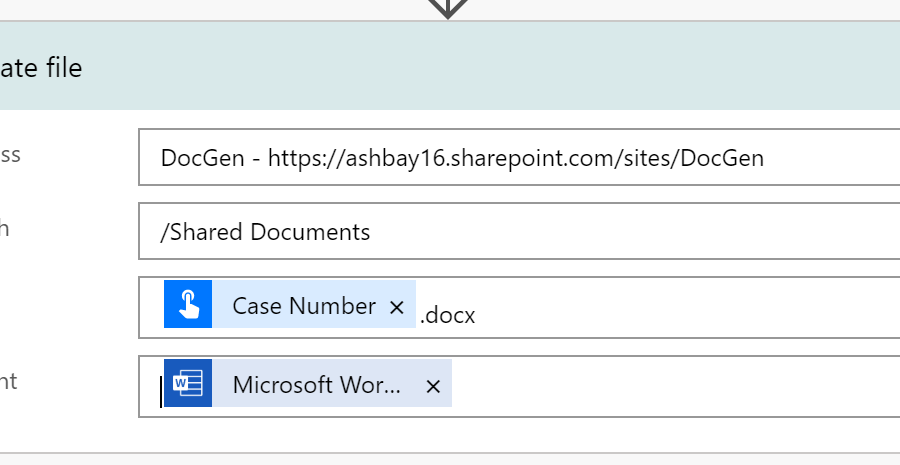 ate file
ss
DocGen - https://ashbay16.sharepoint.com/sites/DocGen
h
/Shared Documents
Case Number × .docx
nt
W Microsoft Wor... ×